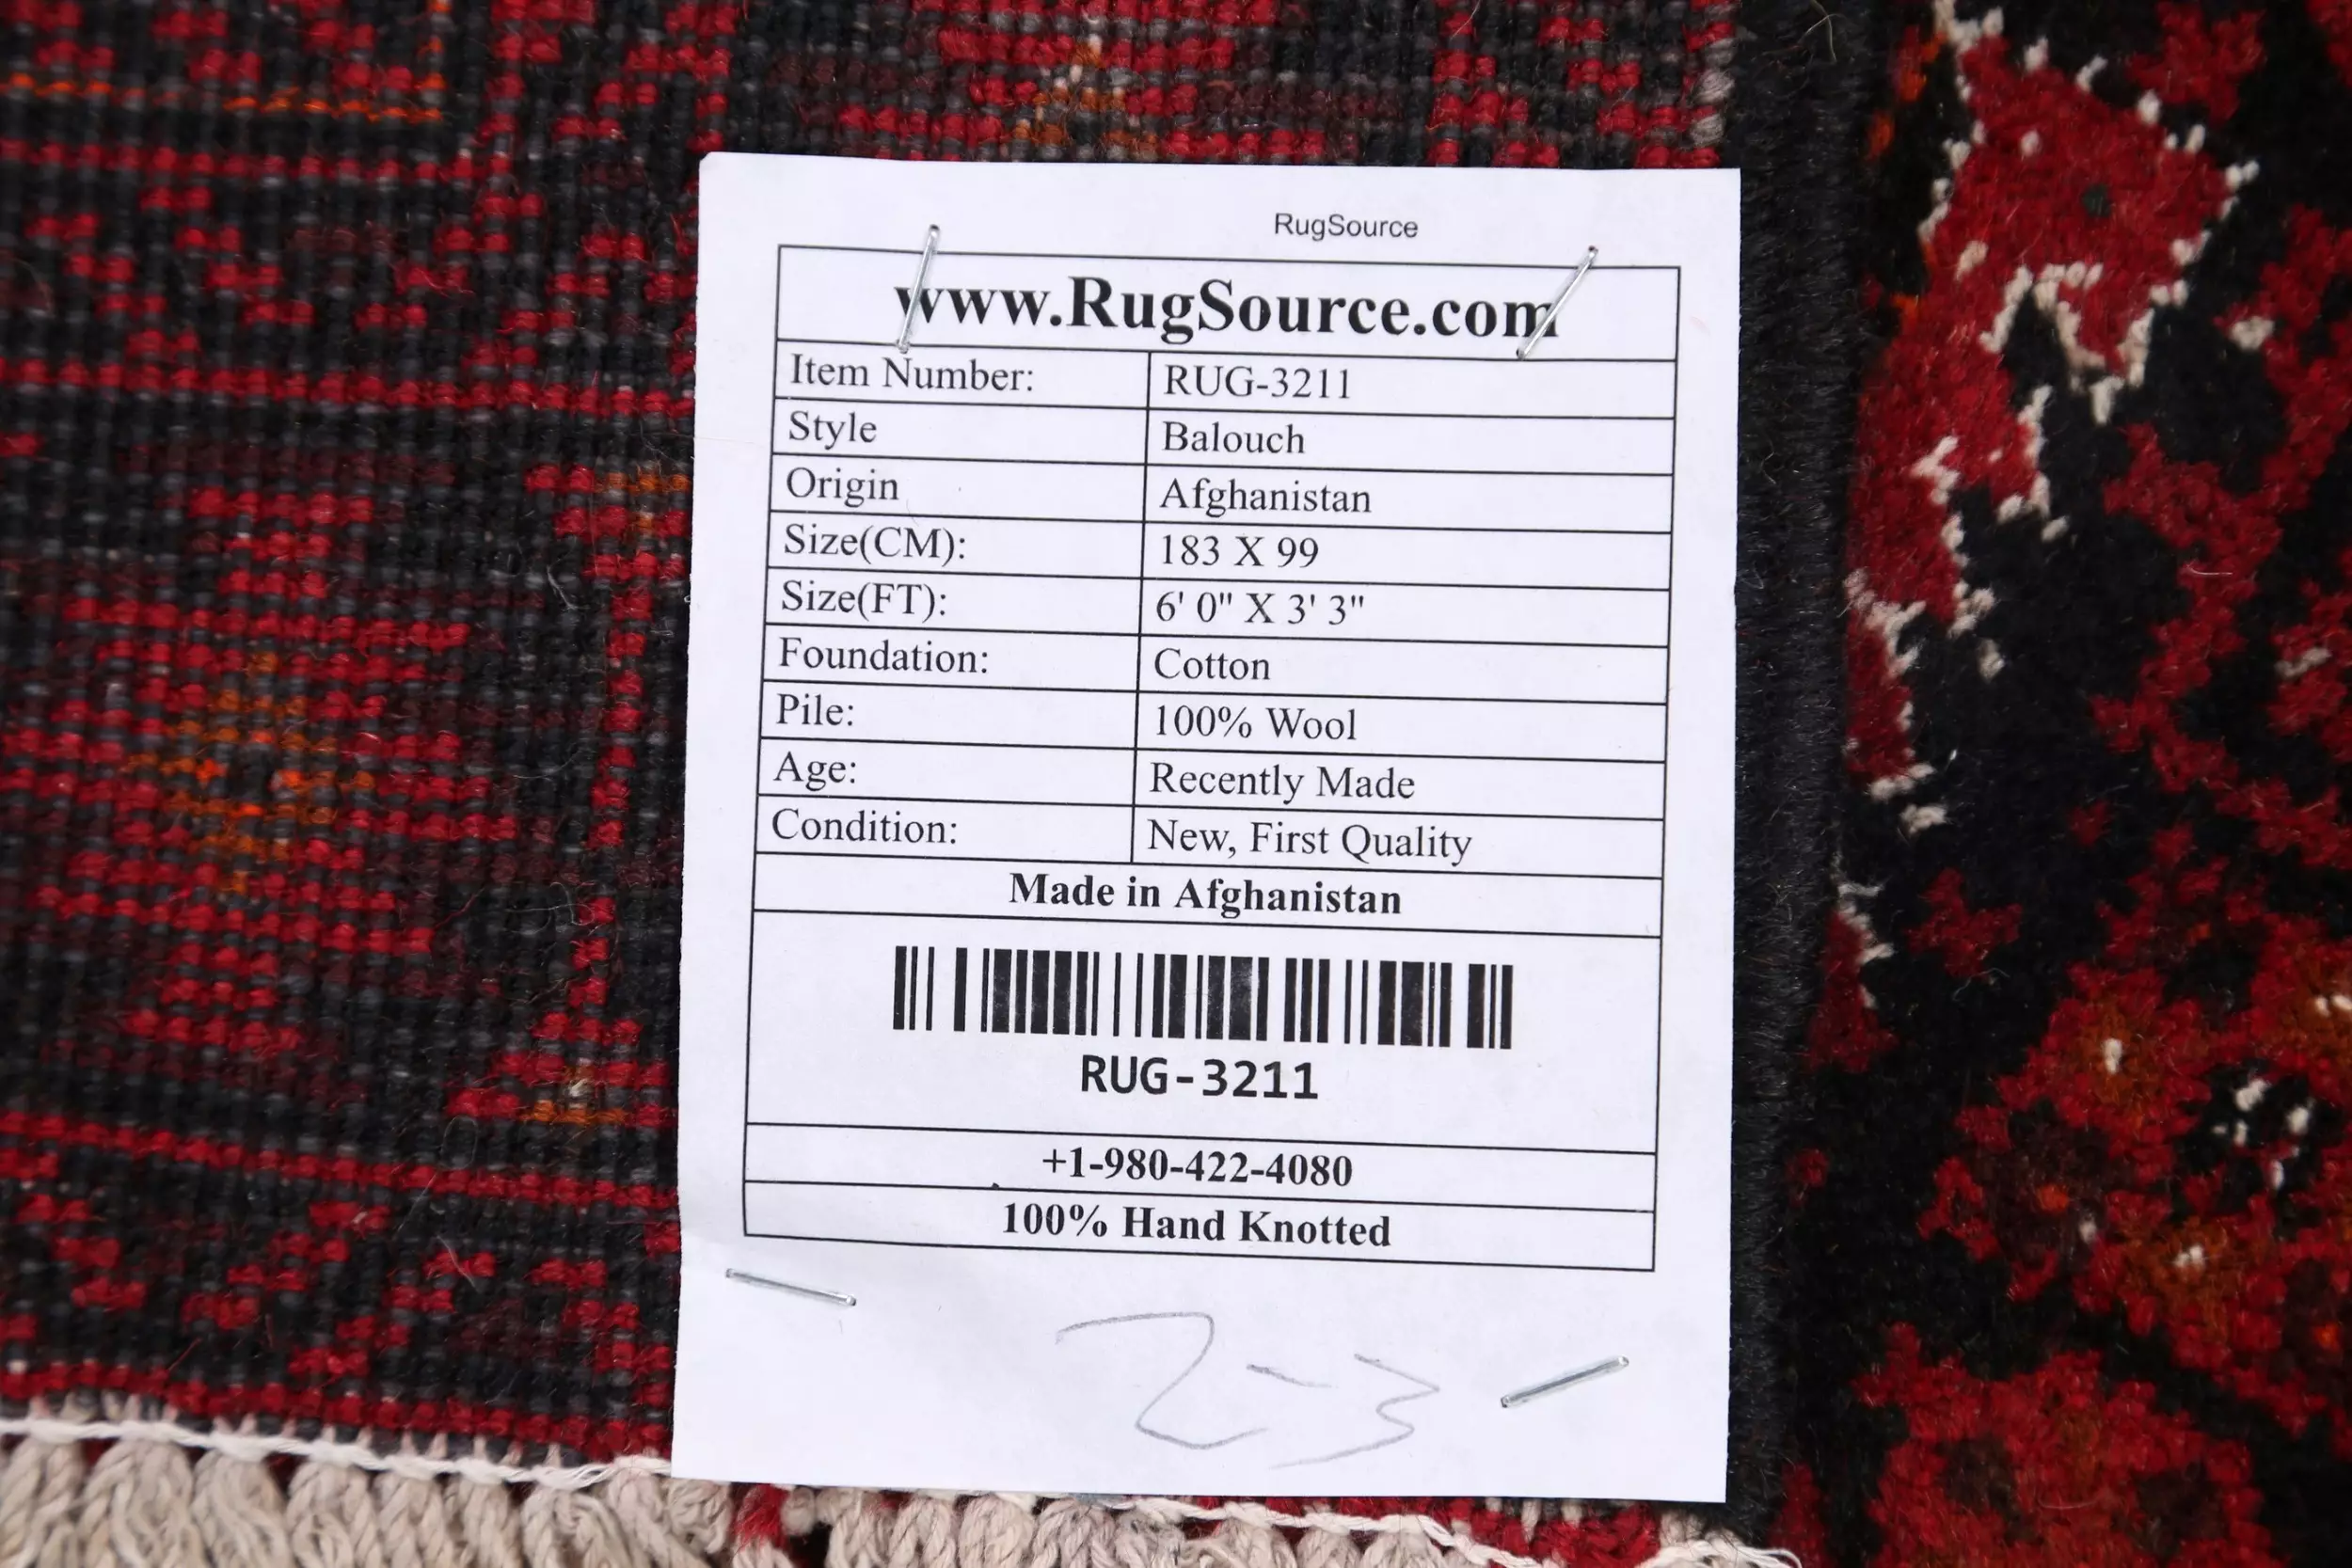 RugSource
www.RugSource.com
Item Number: RUG-3211
Style Balouch
Origin Afghanistan
Size(CM): 183 X 99
Size(FT): 6' 0" X 3' 3"
Foundation: Cotton
Pile: 100% Wool
Age: Recently Made
Condition: New, First Quality
Made in Afghanistan
RUG-3211
+1-980-422-4080
100% Hand Knotted
2-3